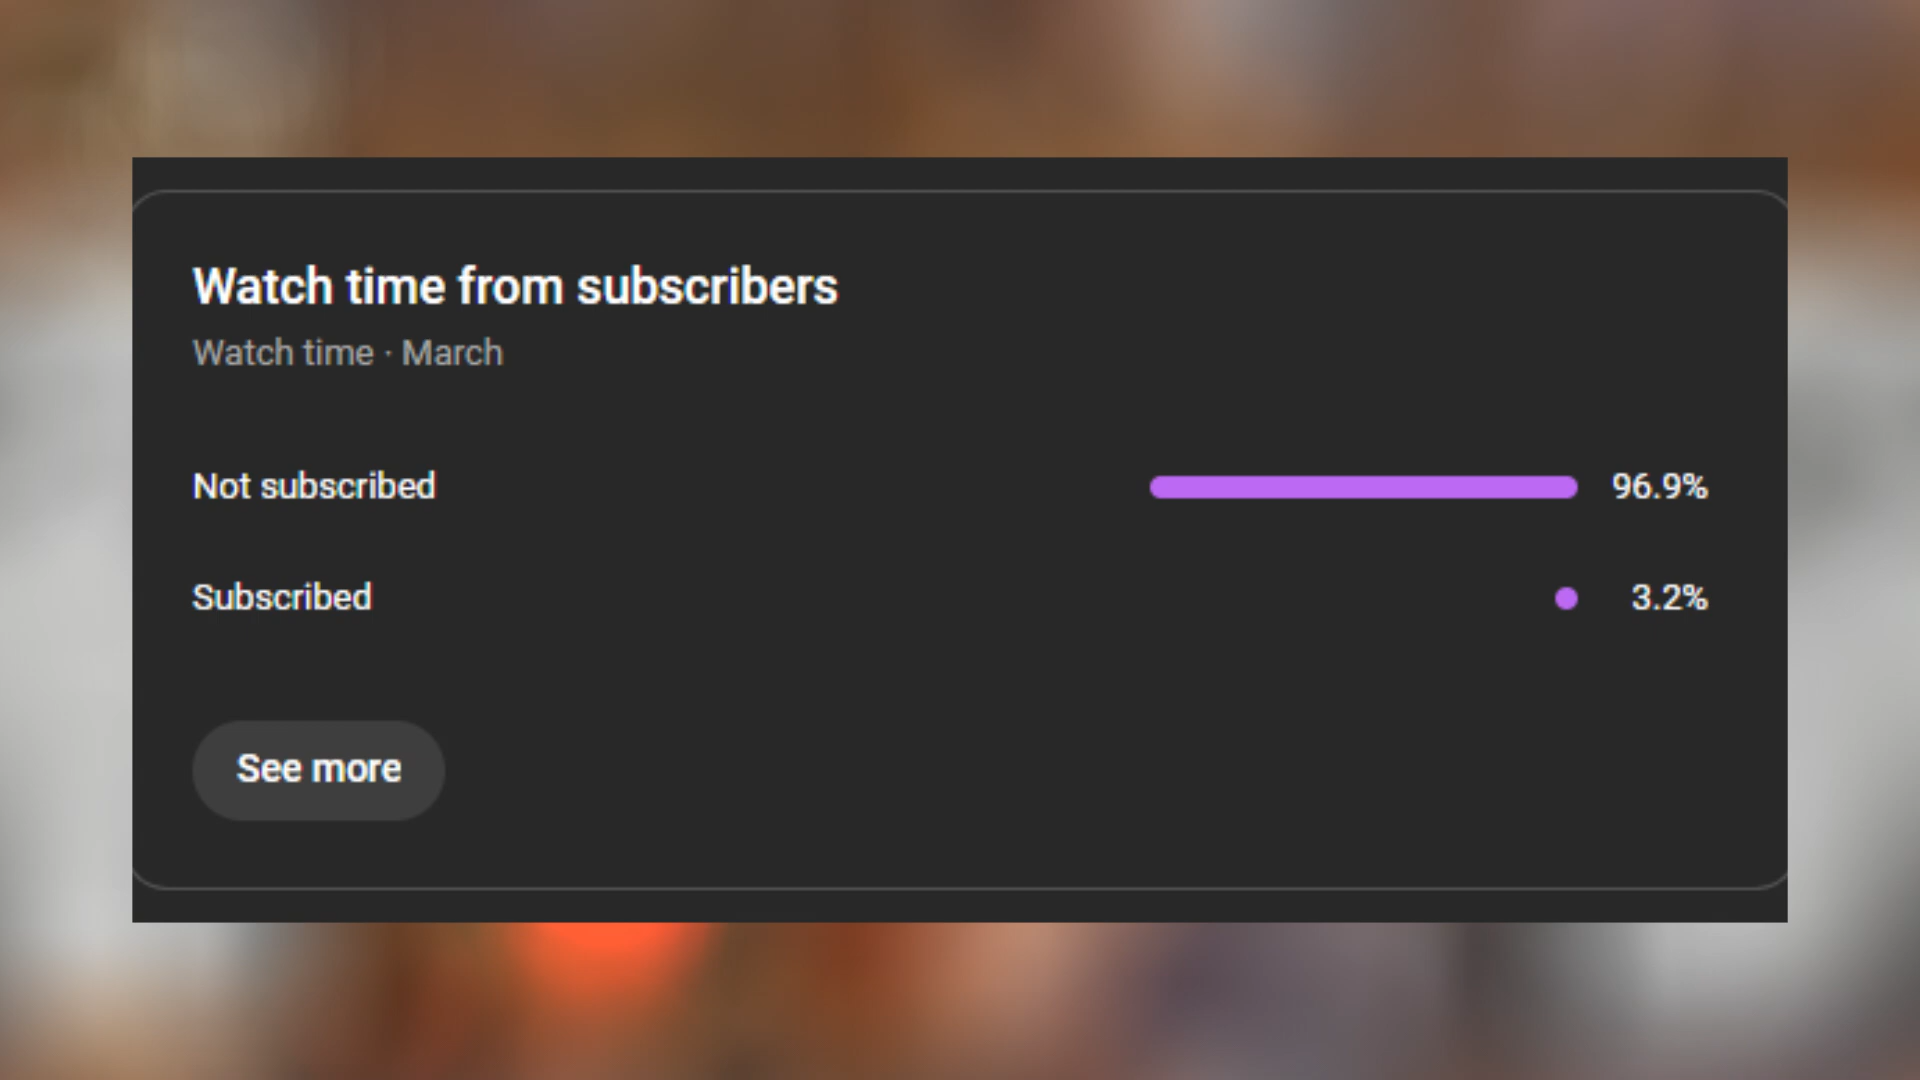 Watch time from subscribers
Watch time · March
Not subscribed 96.9%
Subscribed 3.2%
See more